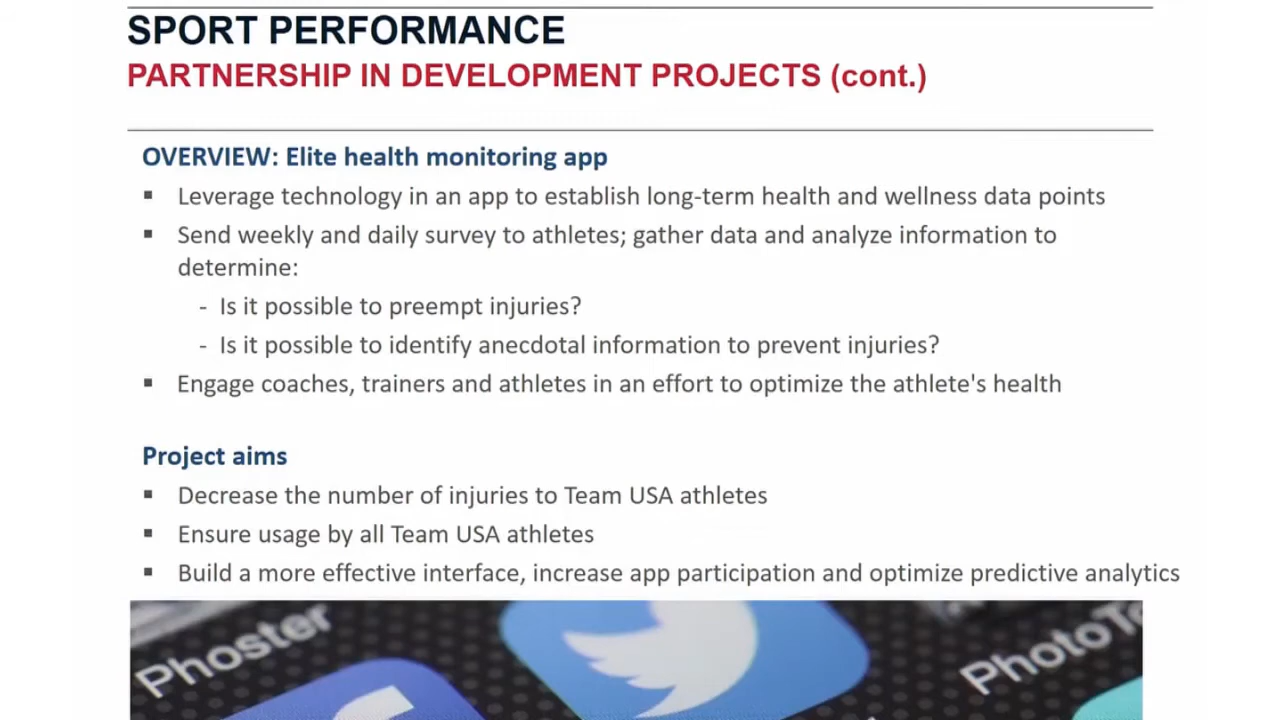 SPORT PERFORMANCE
PARTNERSHIP IN DEVELOPMENT PROJECTS (cont.)
OVERVIEW: Elite health monitoring app
▪ Leverage technology in an app to establish long-term health and wellness data points
▪ Send weekly and daily survey to athletes; gather data and analyze information to
determine:
- Is it possible to preempt injuries?
- Is it possible to identify anecdotal information to prevent injuries?
▪ Engage coaches, trainers and athletes in an effort to optimize the athlete's health
Project aims
▪ Decrease the number of injuries to Team USA athletes
▪ Ensure usage by all Team USA athletes
▪ Build a more effective interface, increase app participation and optimize predictive analytics
Phoster